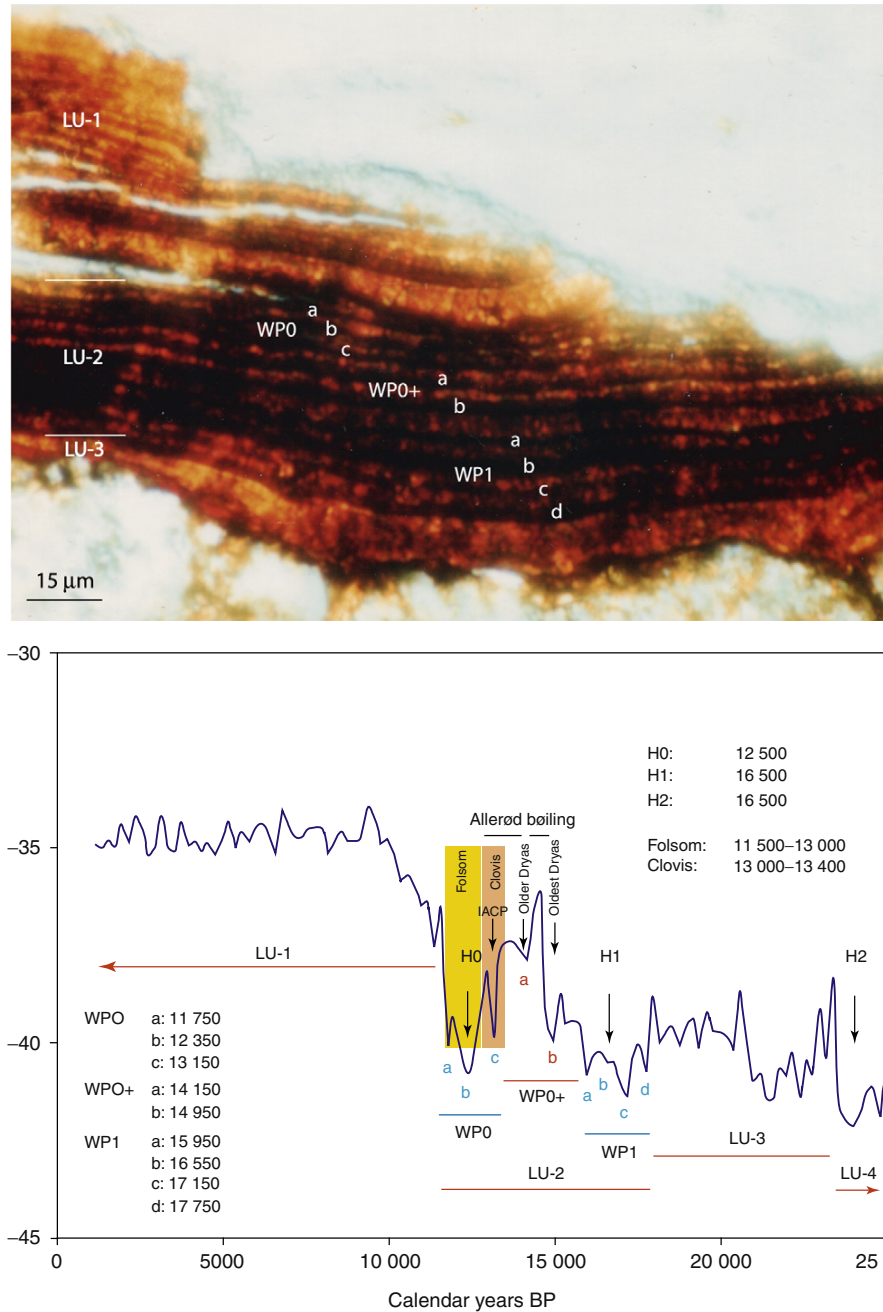 LU-1
a
WP0
b
c
LU-2
a
WP0+
b
a
LU-3
WP1
b
c
d
15 µm
–30
H0: 12 500
H1: 16 500
H2: 16 500
Allerød bøiling
Folsom: 11 500–13 000
Clovis: 13 000–13 400
–35
Folsom
Clovis
Older Dryas
Oldest Dryas
IACP
LU-1
H0
H1
H2
a
WPO a: 11 750
b: 12 350
c: 13 150
–40
a
c
b
b
a
b
d
c
WPO+ a: 14 150
b: 14 950
WP0+
WP0
WP1 a: 15 950
b: 16 550
c: 17 150
d: 17 750
WP1
LU-3
LU-2
LU-4
–45
0 5000 10 000 15 000 20 000 25
Calendar years BP